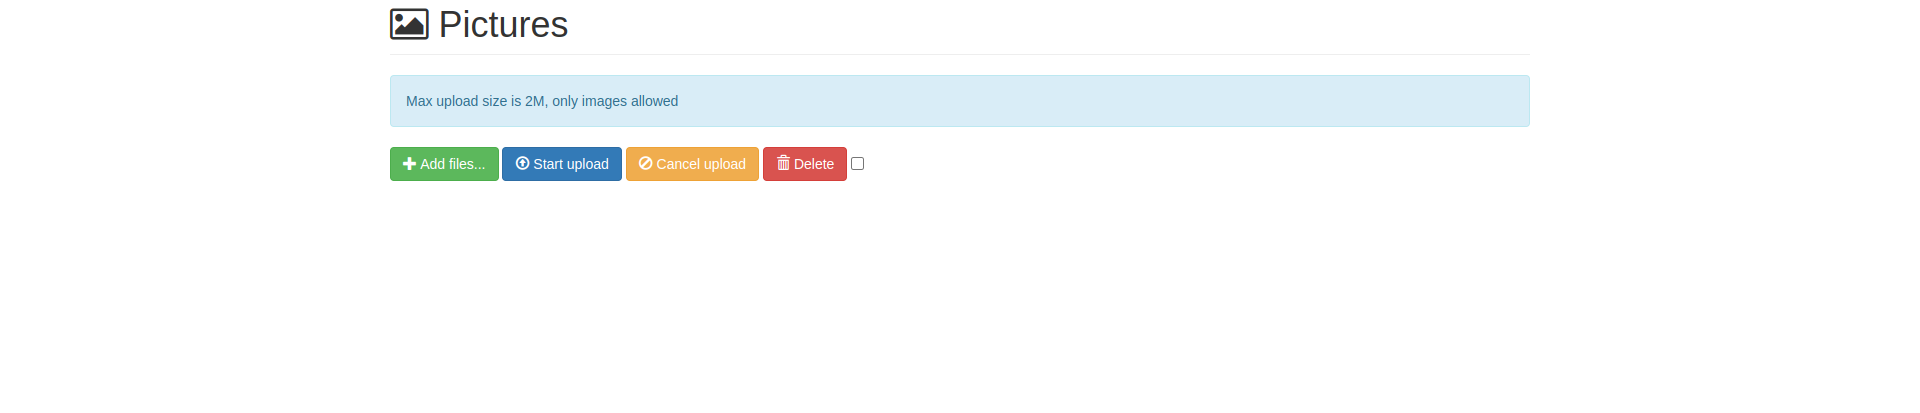 Pictures
Max upload size is 2M, only images allowed
Add files... Start upload Cancel upload Delete